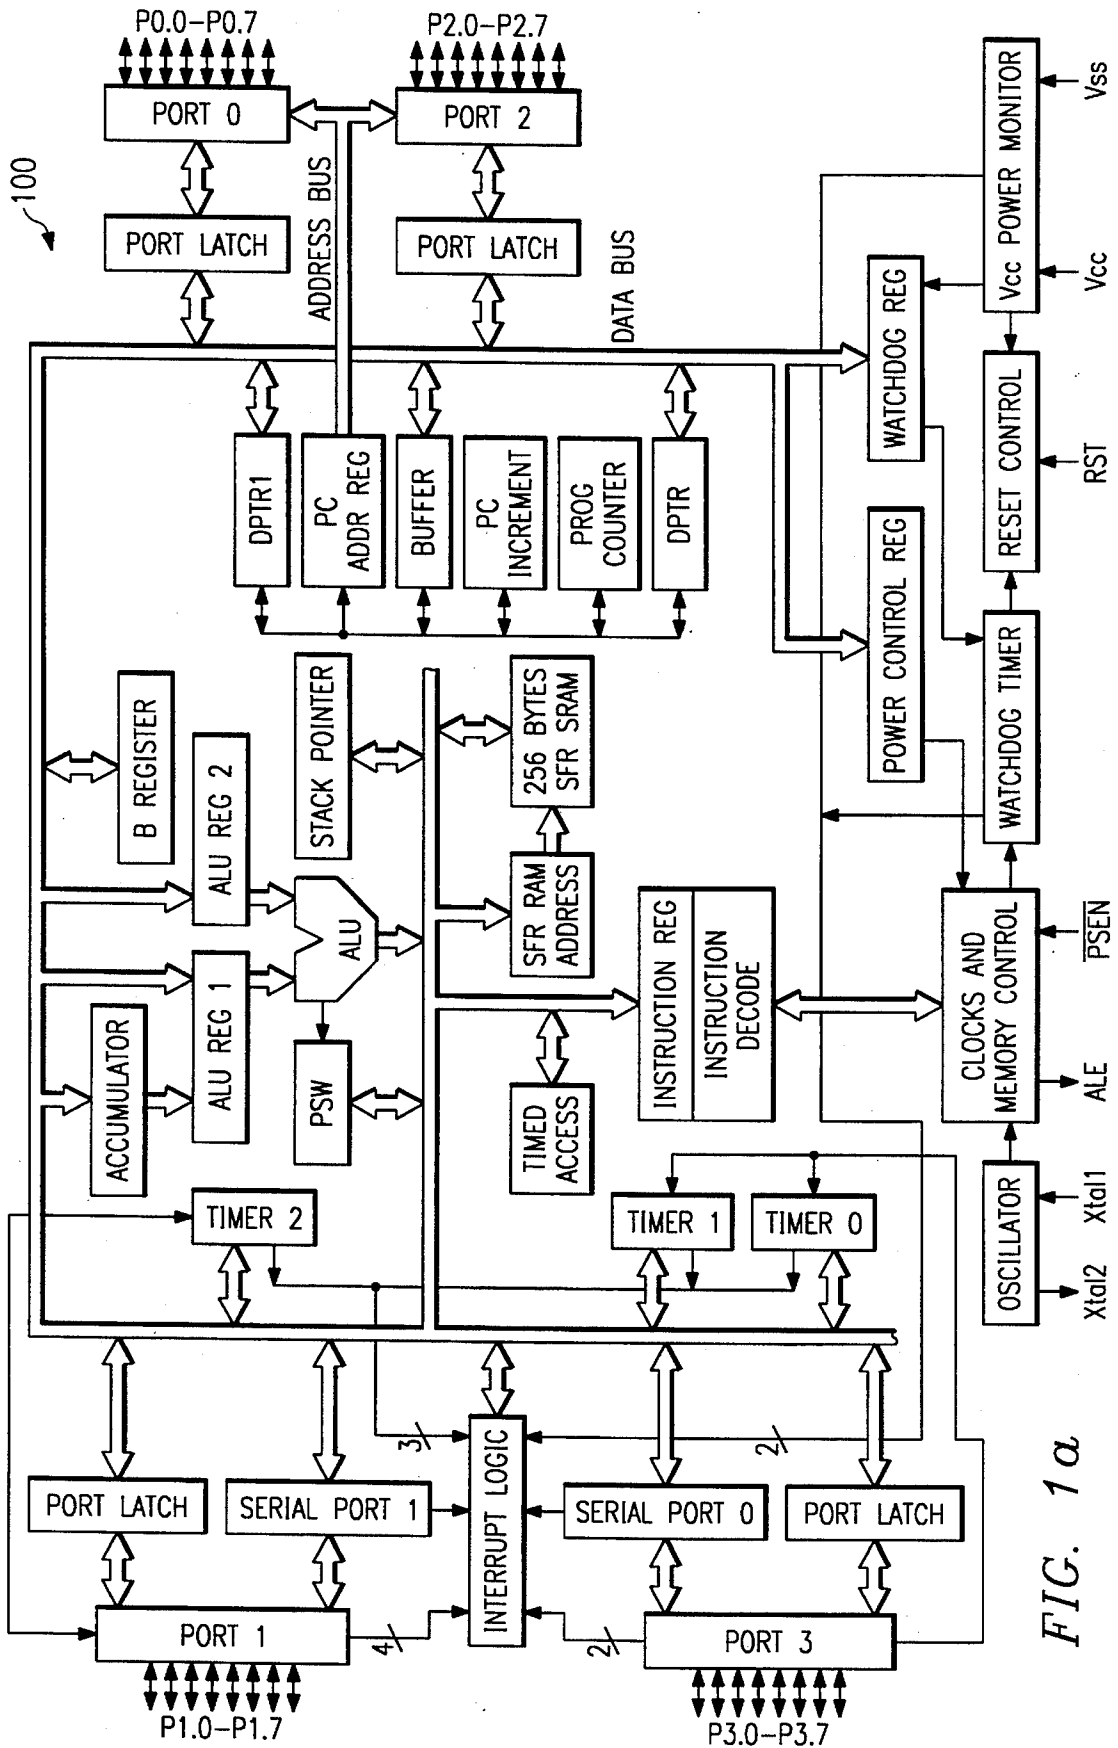 100
P0.0–P0.7
PORT 0
PORT LATCH
P2.0–P2.7
PORT 2
PORT LATCH
ADDRESS BUS
DATA BUS
DPTR1
PC
ADDR REG
BUFFER
PC
INCREMENT
PROG
COUNTER
DPTR
B REGISTER
ALU REG 2
ALU REG 1
ACCUMULATOR
ALU
PSW
STACK POINTER
256 BYTES
SFR SRAM
SFR RAM
ADDRESS
TIMED
ACCESS
INSTRUCTION REG
INSTRUCTION
DECODE
TIMER 2
TIMER 1
TIMER 0
PORT LATCH
SERIAL PORT 1
INTERRUPT LOGIC
SERIAL PORT 0
PORT LATCH
3
2
4
2
PORT 1
P1.0–P1.7
PORT 3
P3.0–P3.7
WATCHDOG REG
POWER CONTROL REG
Vcc POWER MONITOR
RESET CONTROL
WATCHDOG TIMER
CLOCKS AND
MEMORY CONTROL
OSCILLATOR
Vss
Vcc
RST
PSEN
ALE
Xtal1
Xtal2
FIG. 1a